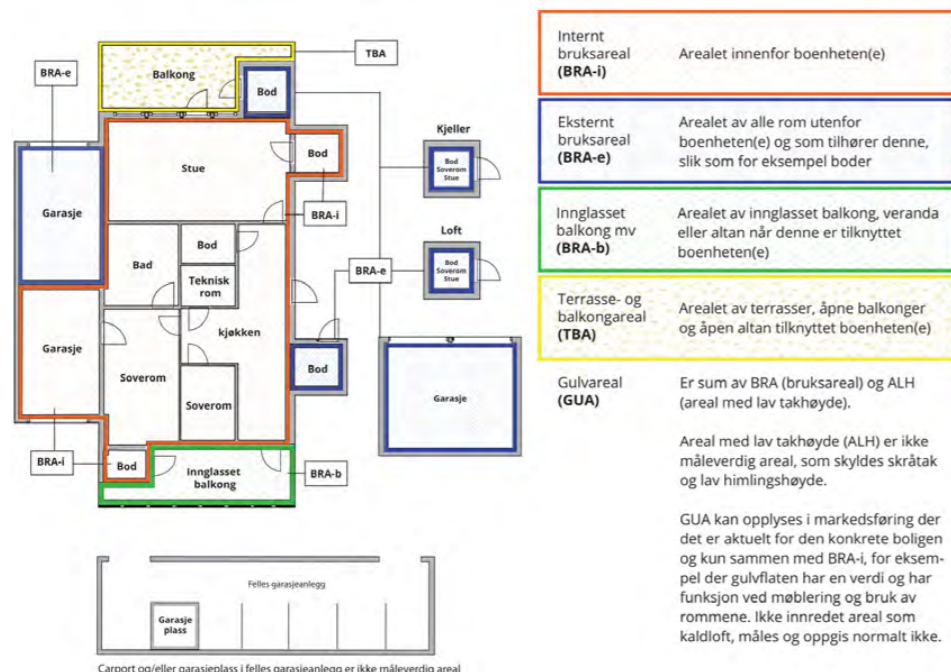 TBA
BRA-e
Balkong
Bod
Kjeller
Stue
Bod
Bod
Soverom
Stue
BRA-i
Garasje
Bad
Bod
Teknisk
rom
Loft
BRA-e
Bod
Soverom
Stue
kjøkken
Garasje
Soverom
Soverom
Bod
Garasje
BRA-i
Bod
Innglasset
balkong
BRA-b
Felles garasjeanlegg
Garasje
plass
Carport og/eller garasjeplass i felles garasjeanlegg er ikke måleverdig areal
Internt
bruksareal
(BRA-i)
Arealet innenfor boenheten(e)
Eksternt
bruksareal
(BRA-e)
Arealet av alle rom utenfor
boenheten(e) og som tilhører denne,
slik som for eksempel boder
Innglasset
balkong mv
(BRA-b)
Arealet av innglasset balkong, veranda
eller altan når denne er tilknyttet
boenheten(e)
Terrasse- og
balkongareal
(TBA)
Arealet av terrasser, åpne balkonger
og åpen altan tilknyttet boenheten(e)
Gulvareal
(GUA)
Er sum av BRA (bruksareal) og ALH
(areal med lav takhøyde).
Areal med lav takhøyde (ALH) er ikke
måleverdig areal, som skyldes skråtak
og lav himlingshøyde.
GUA kan opplyses i markedsføring der
det er aktuelt for den konkrete boligen
og kun sammen med BRA-i, for eksem-
pel der gulvflaten har en verdi og har
funksjon ved møblering og bruk av
rommene. Ikke innredet areal som
kaldloft, måles og oppgis normalt ikke.